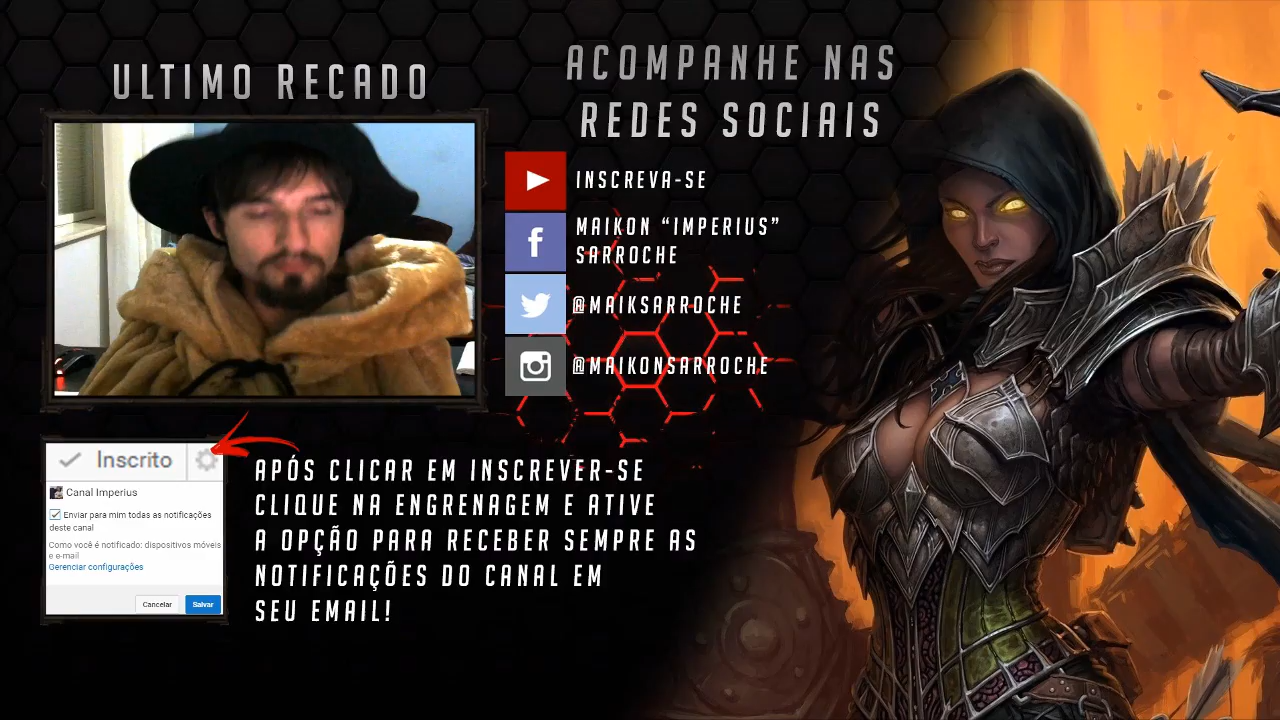 ULTIMO RECADO
ACOMPANHE NAS
REDES SOCIAIS
INSCREVA-SE
f
MAIKON “IMPERIUS”
SARROCHE
@MAIKSARROCHE
@MAIKONSARROCHE
Inscrito
Canal Imperius
Enviar para mim todas as notificações
deste canal
Como você é notificado: dispositivos móveis
e e-mail
Gerenciar configurações
Cancelar
Salvar
APÓS CLICAR EM INSCREVER-SE
CLIQUE NA ENGRENAGEM E ATIVE
A OPÇÃO PARA RECEBER SEMPRE AS
NOTIFICAÇÕES DO CANAL EM
SEU EMAIL!